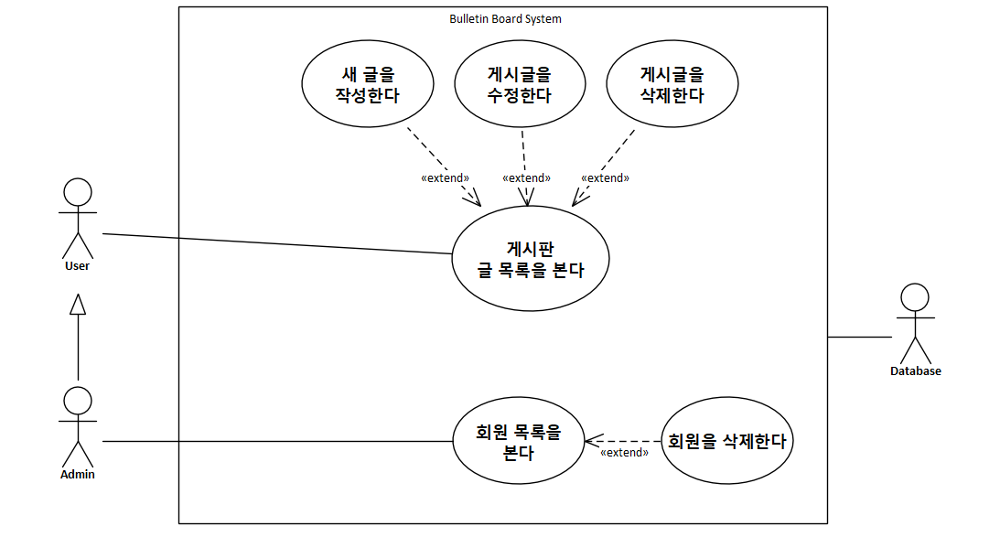 Bulletin Board System
새 글을
작성한다
게시글을
수정한다
게시글을
삭제한다
«extend»
«extend»
«extend»
게시판
글 목록을 본다
User
Database
Admin
회원 목록을
본다
«extend»
회원을 삭제한다